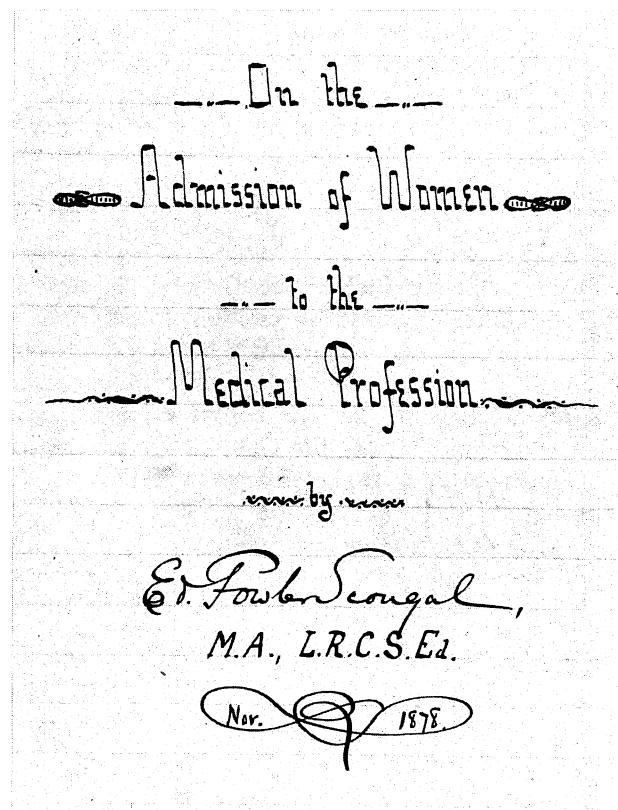 On the
Admission of Women
to the
Medical Profession
by
Ed. Fowler Scougal,
M.A., L.R.C.S.Ed.
Nov. 1878.